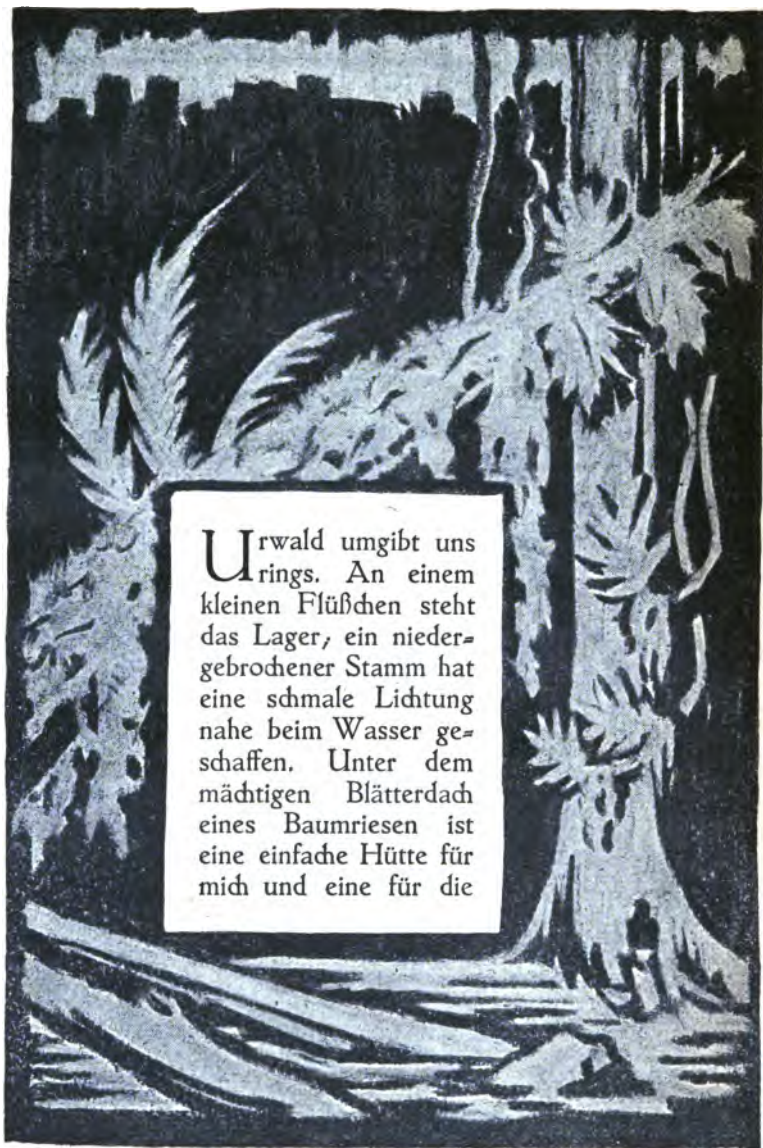 Urwald umgibt uns
rings. An einem
kleinen Flüßchen steht
das Lager, ein nieder=
gebrochener Stamm hat
eine schmale Lichtung
nahe beim Wasser ge=
schaffen. Unter dem
mächtigen Blätterdach
eines Baumriesen ist
eine einfache Hütte für
mich und eine für die